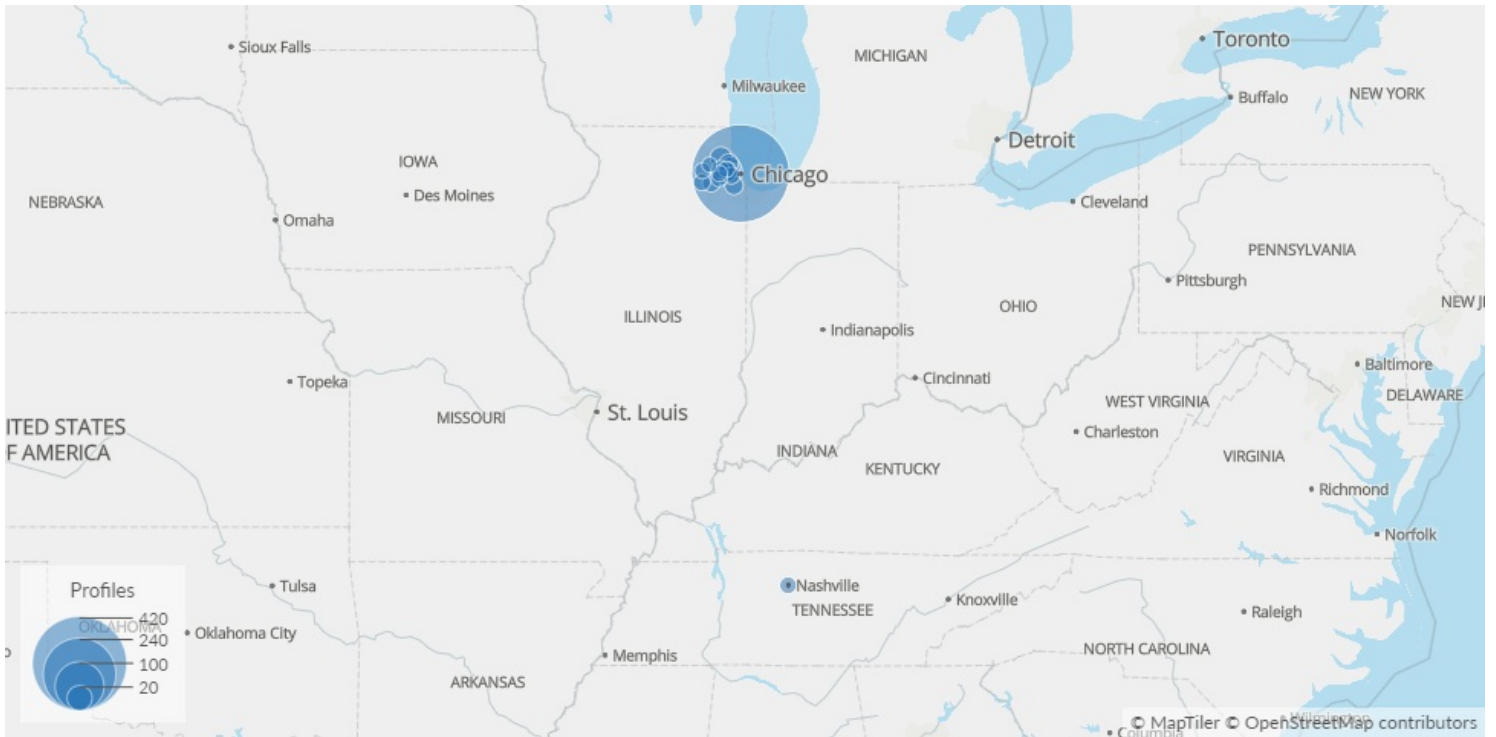 Toronto
Sioux Falls
MICHIGAN
Milwaukee
Buffalo
NEW YORK
Detroit
IOWA
Chicago
Des Moines
NEBRASKA
Cleveland
Omaha
PENNSYLVANIA
Pittsburgh
NEW J
OHIO
ILLINOIS
Indianapolis
Baltimore
Cincinnati
Topeka
DELAWARE
WEST VIRGINIA
St. Louis
MISSOURI
ITED STATES
F AMERICA
Charleston
INDIANA
VIRGINIA
KENTUCKY
Richmond
Norfolk
Tulsa
Nashville
Profiles
Knoxville
TENNESSEE
Raleigh
420
OKLAHOMA
240
Oklahoma City
NORTH CAROLINA
Memphis
100
ARKANSAS
20
Wilmington
© MapTiler © OpenStreetMap contributors
Columbia